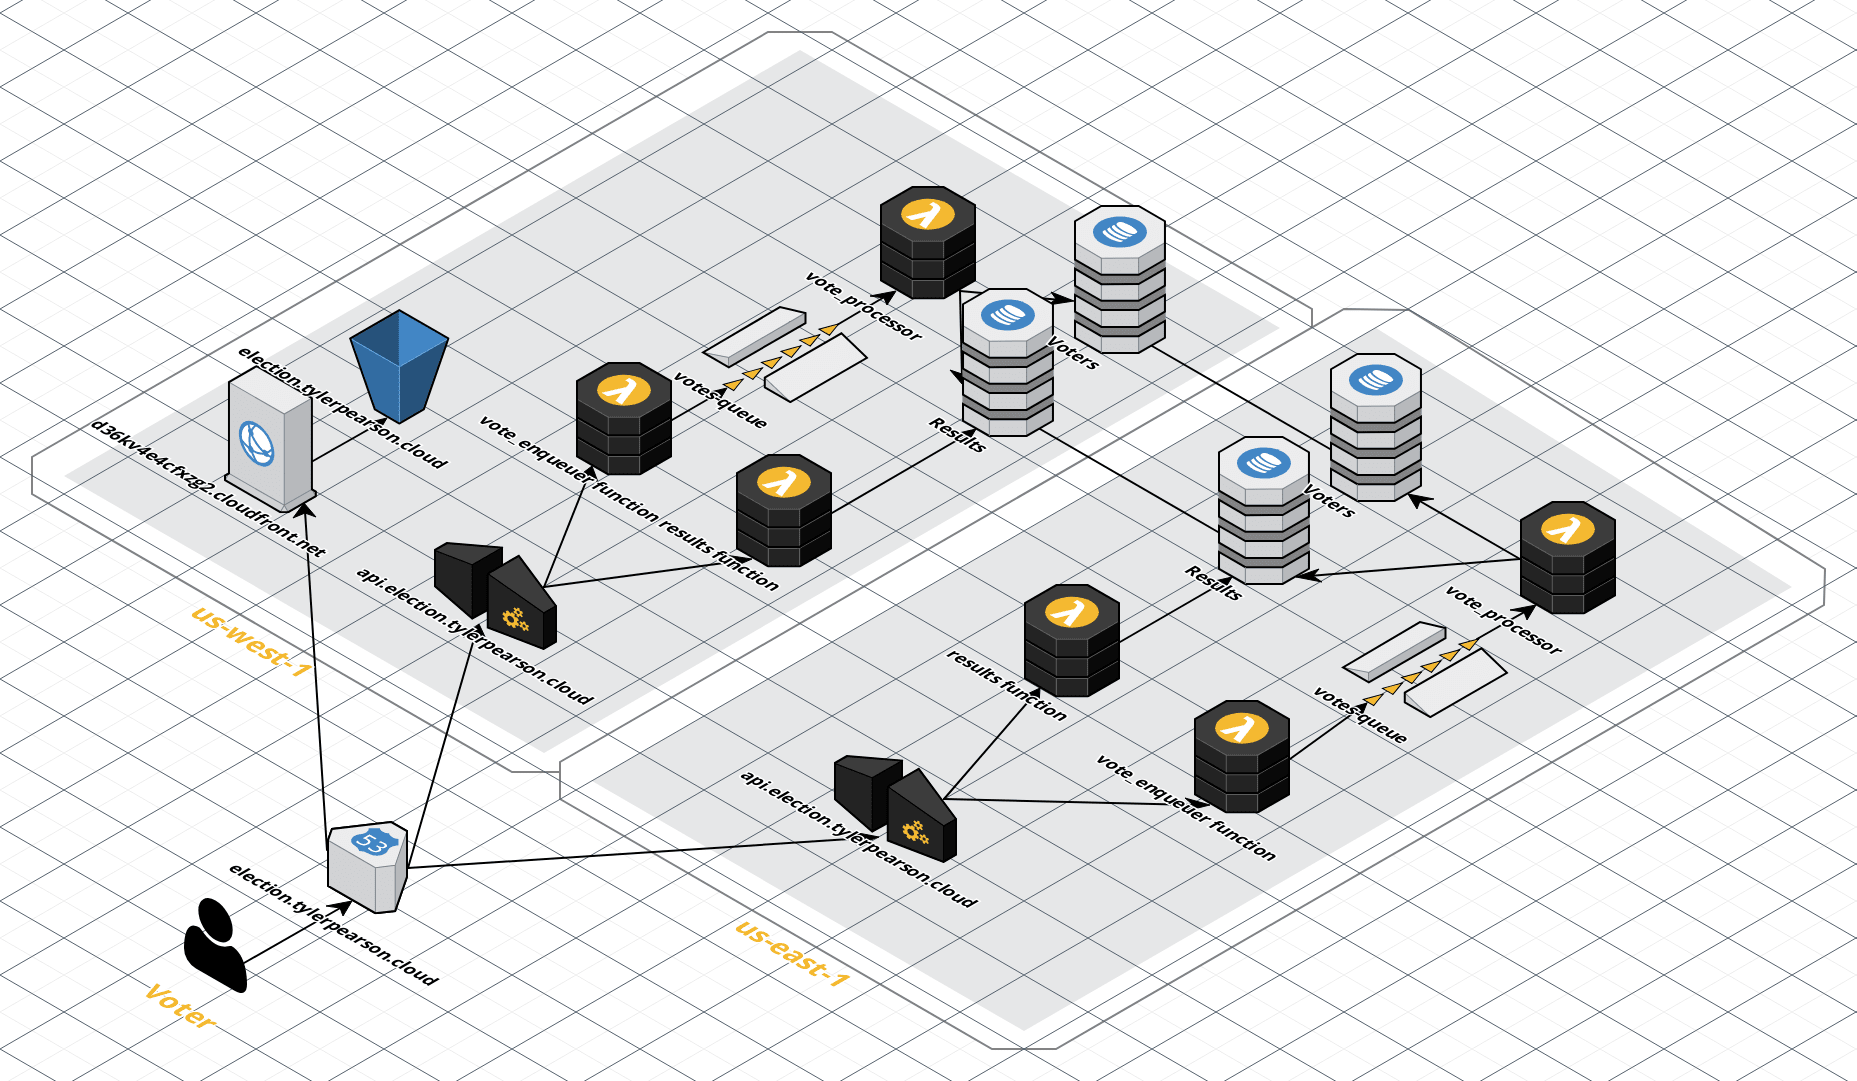 vote_processor
Voters
election.tylerpearson.cloud
votes-queue
vote_enqueuer function
Results
d36kv4e4cfxzg2.cloudfront.net
results function
api.election.tylerpearson.cloud
us-west-1
Voters
Results
vote_processor
results function
votes-queue
vote_enqueuer function
api.election.tylerpearson.cloud
53
election.tylerpearson.cloud
us-east-1
Voter